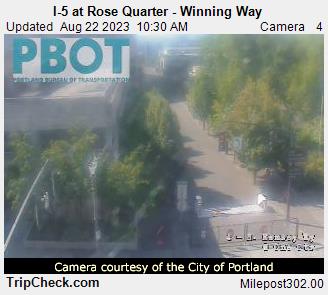 I-5 at Rose Quarter - Winning Way
Updated Aug 22 2023 10:30 AM Camera 4
PBOT
PORTLAND BUREAU OF TRANSPORTATION
Camera courtesy of the City of Portland
TripCheck.com Milepost302.00